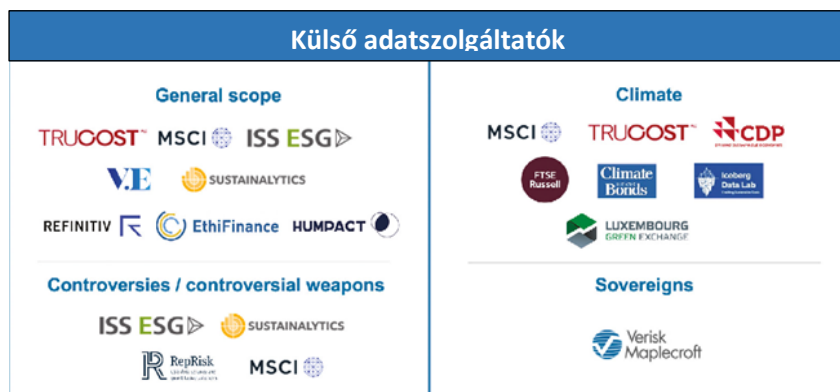 Külső adatszolgáltatók
General scope
TRUCOST MSCI ISS ESG
V.E SUSTAINALYTICS
REFINITIV EthiFinance HUMPACT
Controversies / controversial weapons
ISS ESG SUSTAINALYTICS
RepRisk MSCI
Climate
MSCI TRUCOST CDP
FTSE Russell Climate Bonds Iceberg Data Lab
LUXEMBOURG
GREEN EXCHANGE
Sovereigns
Verisk
Maplecroft